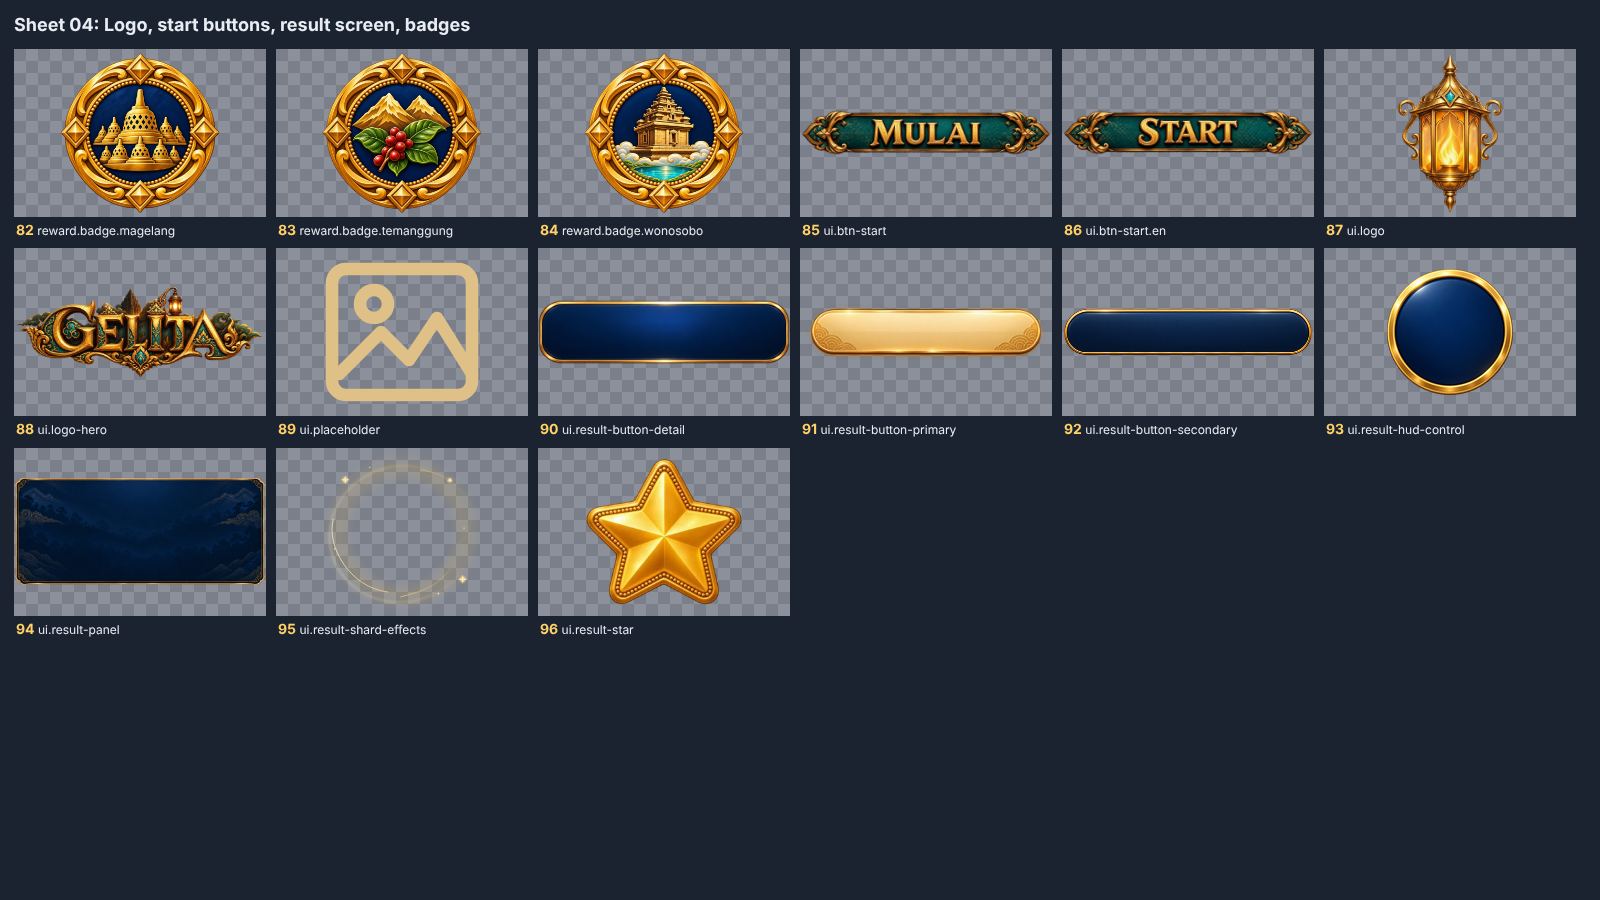 Sheet 04: Logo, start buttons, result screen, badges
MULAI
START
82 reward.badge.magelang
83 reward.badge.temanggung
84 reward.badge.wonosobo
85 ui.btn-start
86 ui.btn-start.en
87 ui.logo
GELITA
88 ui.logo-hero
89 ui.placeholder
90 ui.result-button-detail
91 ui.result-button-primary
92 ui.result-button-secondary
93 ui.result-hud-control
94 ui.result-panel
95 ui.result-shard-effects
96 ui.result-star